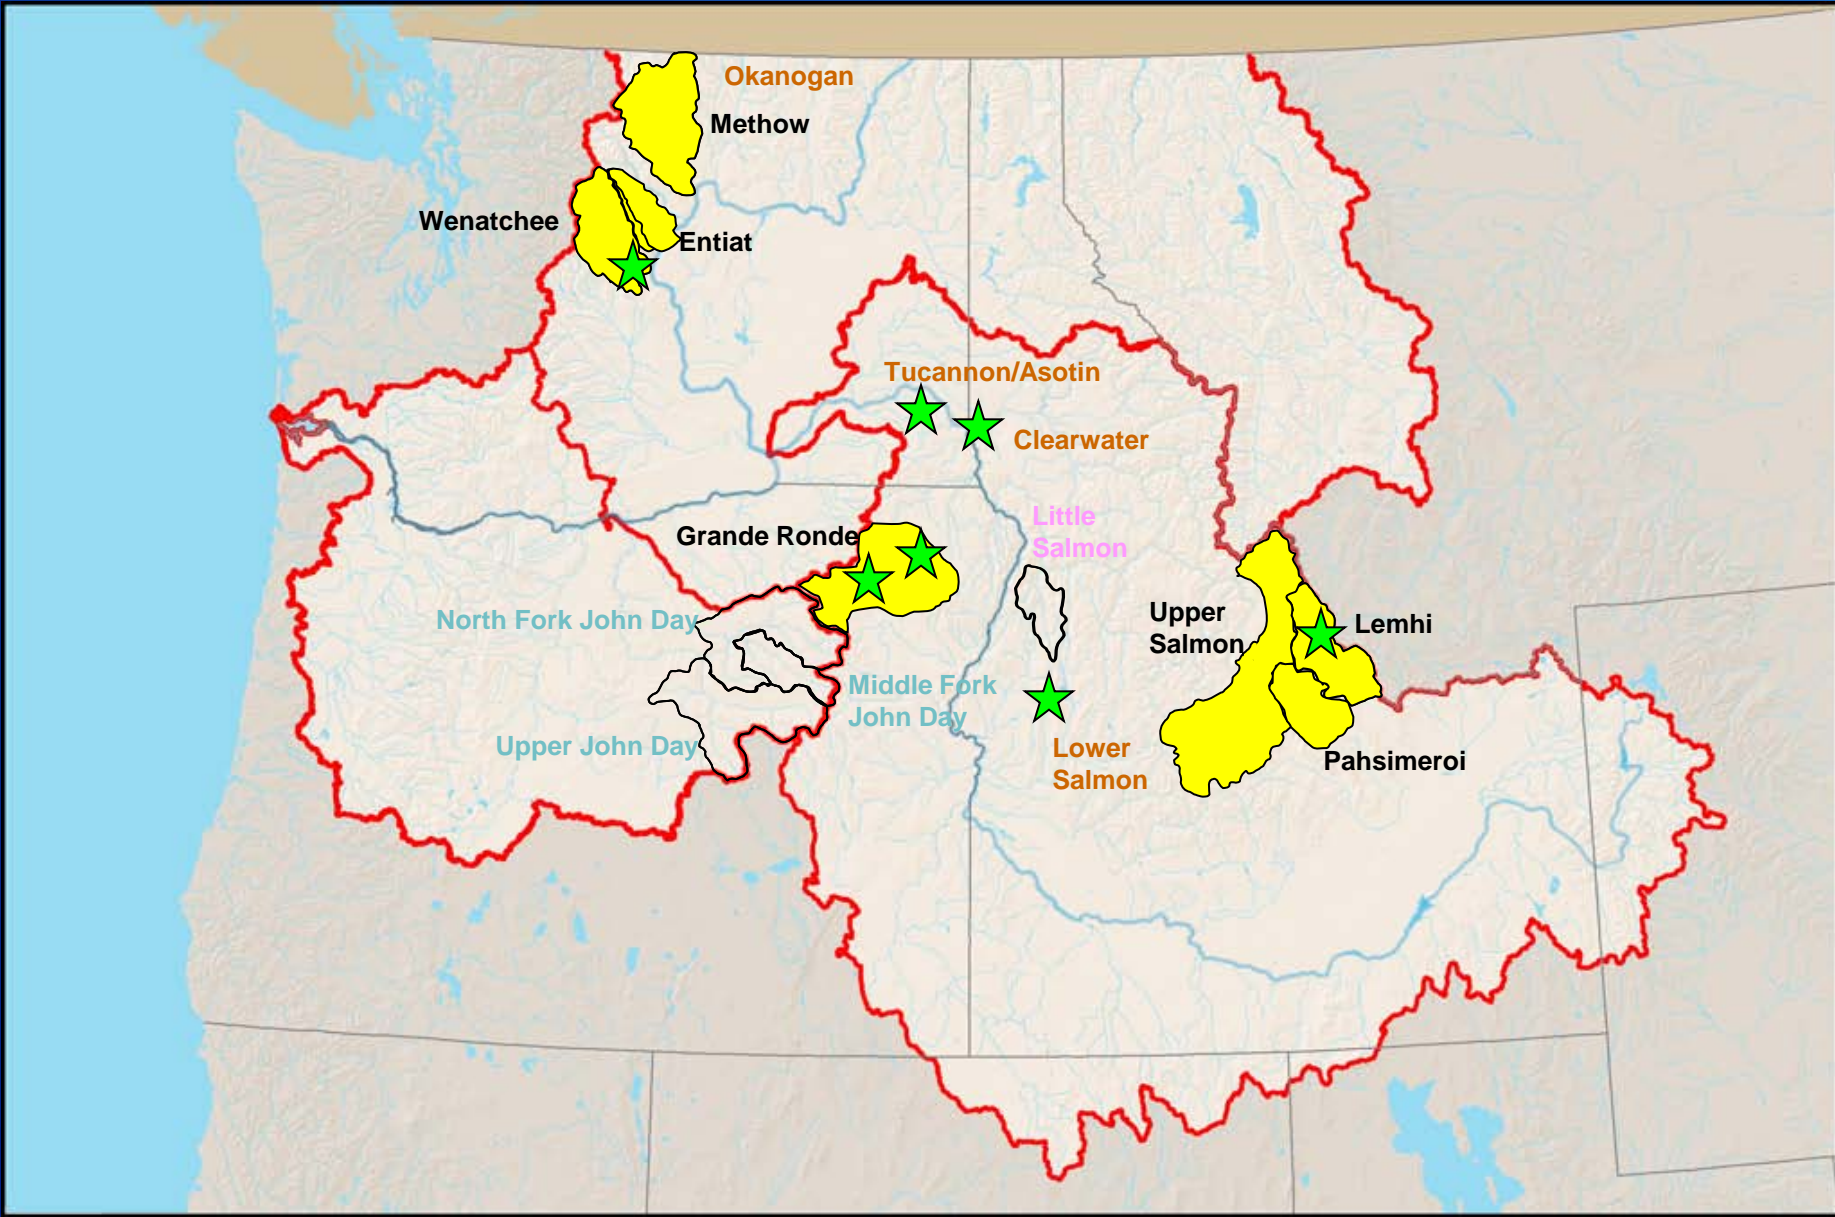 Okanogan
Methow
Wenatchee
Entiat
Tucannon/Asotin
Clearwater
Little
Salmon
Grande Ronde
North Fork John Day
Upper
Salmon
Lemhi
Middle Fork
John Day
Upper John Day
Lower
Salmon
Pahsimeroi